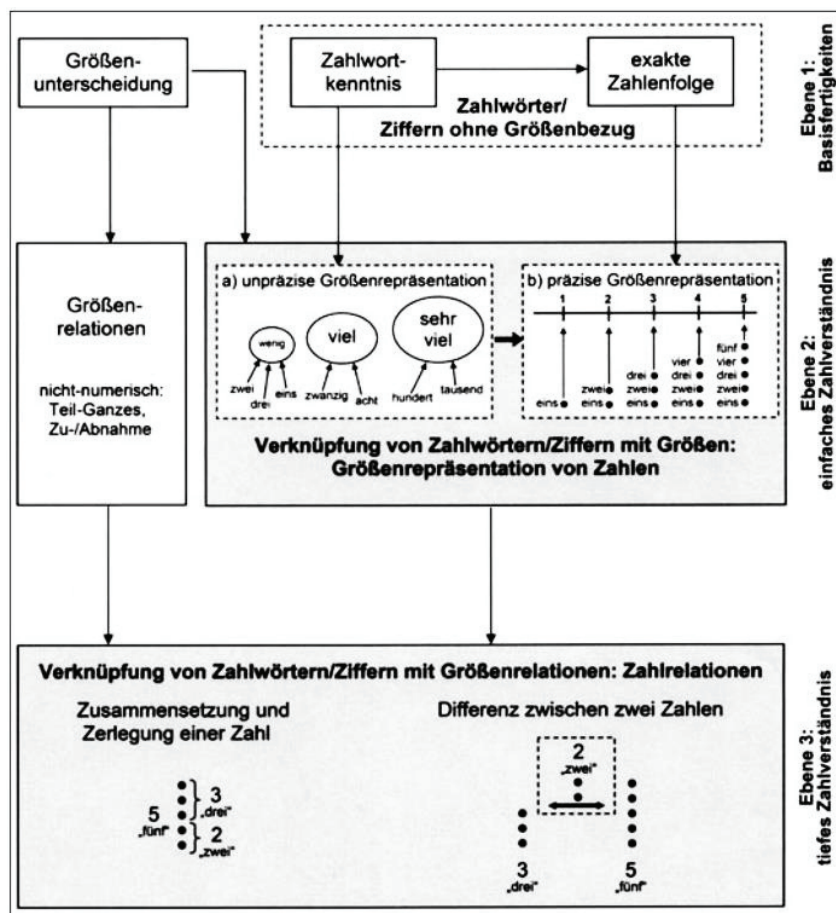 Größen-
unterscheidung
Zahlwort-
kenntnis
exakte
Zahlenfolge
Zahlwörter/
Ziffern ohne Größenbezug
Ebene 1:
Basisfertigkeiten
Größen-
relationen
nicht-numerisch:
Teil-Ganzes,
Zu-/Abnahme
a) unpräzise Größenrepräsentation
wenig
viel
sehr
viel
zwei
drei
eins
zwanzig
acht
hundert
tausend
b) präzise Größenrepräsentation
1 2 3 4 5
fünf
vier vier
drei drei drei
zwei zwei zwei zwei
eins eins eins eins eins
Verknüpfung von Zahlwörtern/Ziffern mit Größen:
Größenrepräsentation von Zahlen
Ebene 2:
einfaches Zahlverständnis
Verknüpfung von Zahlwörtern/Ziffern mit Größenrelationen: Zahlrelationen
Zusammensetzung und
Zerlegung einer Zahl
5
„fünf“
3
„drei“
2
„zwei“
Differenz zwischen zwei Zahlen
2
„zwei“
3
„drei“
5
„fünf“
Ebene 3:
tiefes Zahlverständnis